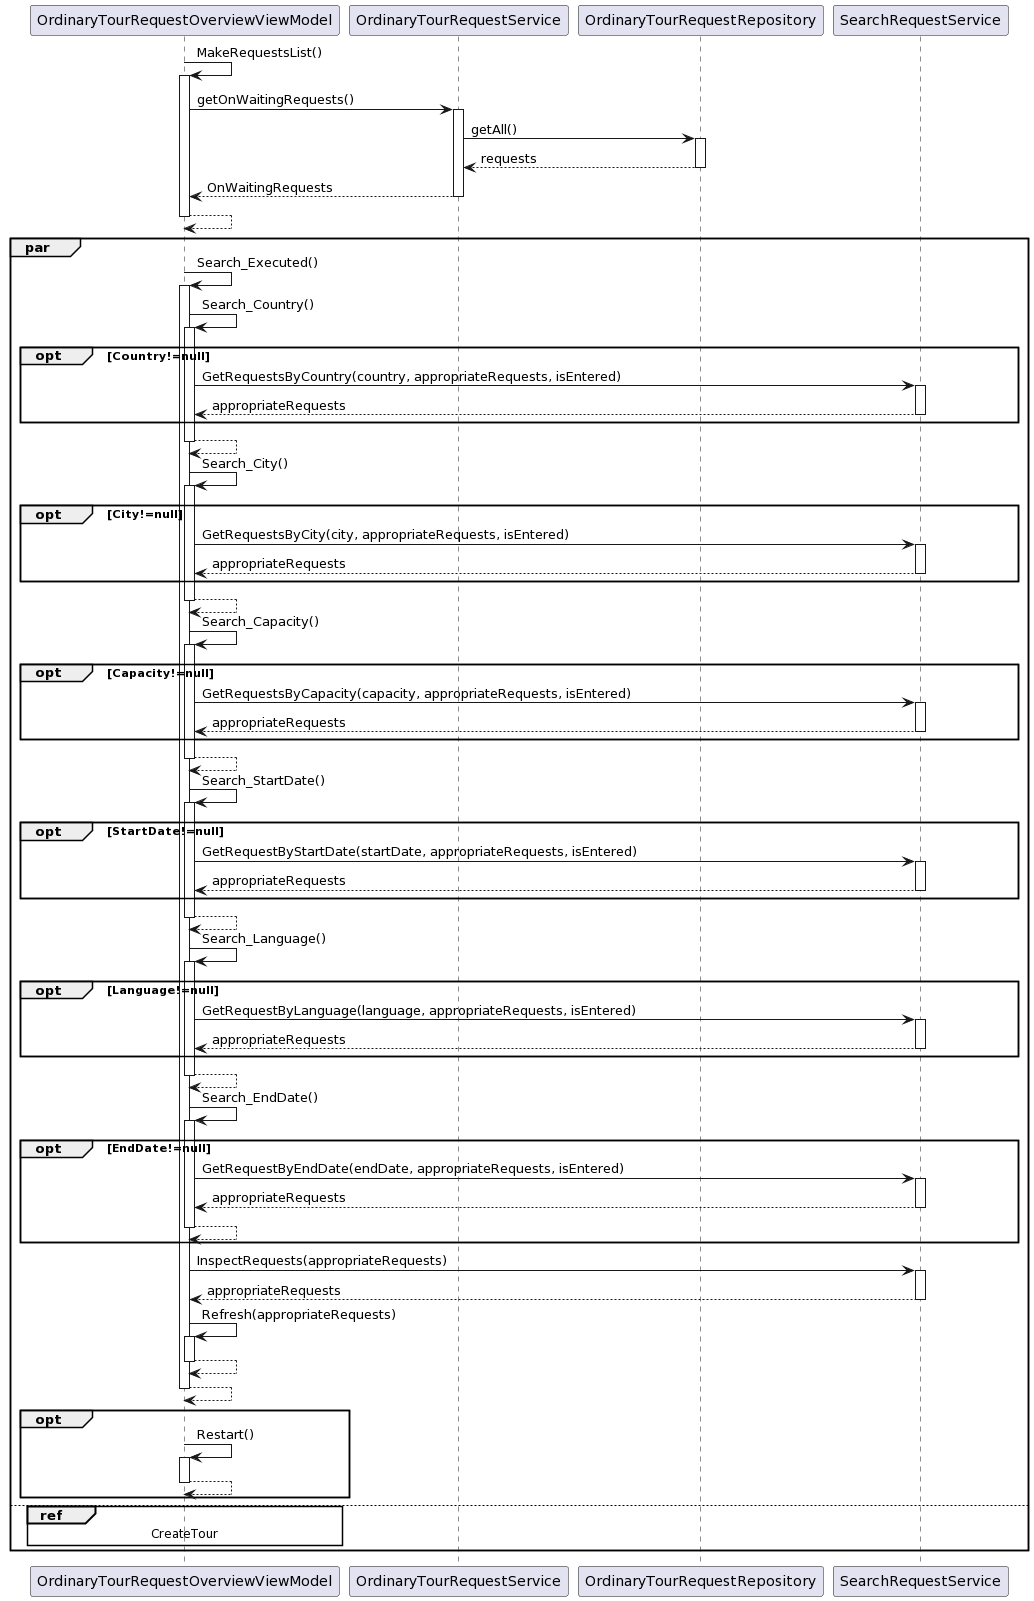 OrdinaryTourRequestOverviewViewModel OrdinaryTourRequestService OrdinaryTourRequestRepository SearchRequestService
MakeRequestsList()
getOnWaitingRequests()
getAll()
requests
OnWaitingRequests
par
Search_Executed()
Search_Country()
opt [Country!=null]
GetRequestsByCountry(country, appropriateRequests, isEntered)
appropriateRequests
Search_City()
opt [City!=null]
GetRequestsByCity(city, appropriateRequests, isEntered)
appropriateRequests
Search_Capacity()
opt [Capacity!=null]
GetRequestsByCapacity(capacity, appropriateRequests, isEntered)
appropriateRequests
Search_StartDate()
opt [StartDate!=null]
GetRequestByStartDate(startDate, appropriateRequests, isEntered)
appropriateRequests
Search_Language()
opt [Language!=null]
GetRequestByLanguage(language, appropriateRequests, isEntered)
appropriateRequests
Search_EndDate()
opt [EndDate!=null]
GetRequestByEndDate(endDate, appropriateRequests, isEntered)
appropriateRequests
InspectRequests(appropriateRequests)
appropriateRequests
Refresh(appropriateRequests)
opt
Restart()
ref
CreateTour
OrdinaryTourRequestOverviewViewModel OrdinaryTourRequestService OrdinaryTourRequestRepository SearchRequestService